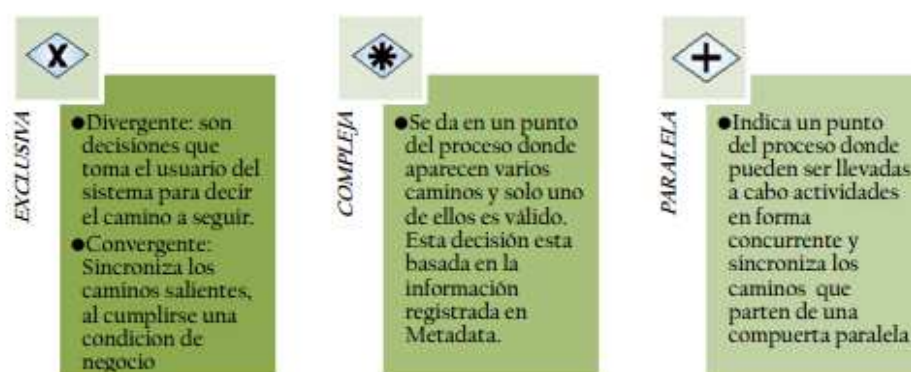 EXCLUSIVA
●Divergente: son
decisiones que
toma el usuario del
sistema para decir
el camino a seguir.
●Convergente:
Sincroniza los
caminos salientes,
al cumplirse una
condicion de
negocio
COMPLEJA
●Se da en un punto
del proceso donde
aparecen varios
caminos y solo uno
de ellos es válido.
Esta decisión esta
basada en la
información
registrada en
Metadata.
PARALELA
●Indica un punto
del proceso donde
pueden ser llevadas
a cabo actividades
en forma
concurrente y
sincroniza los
caminos que
parten de una
compuerta paralela